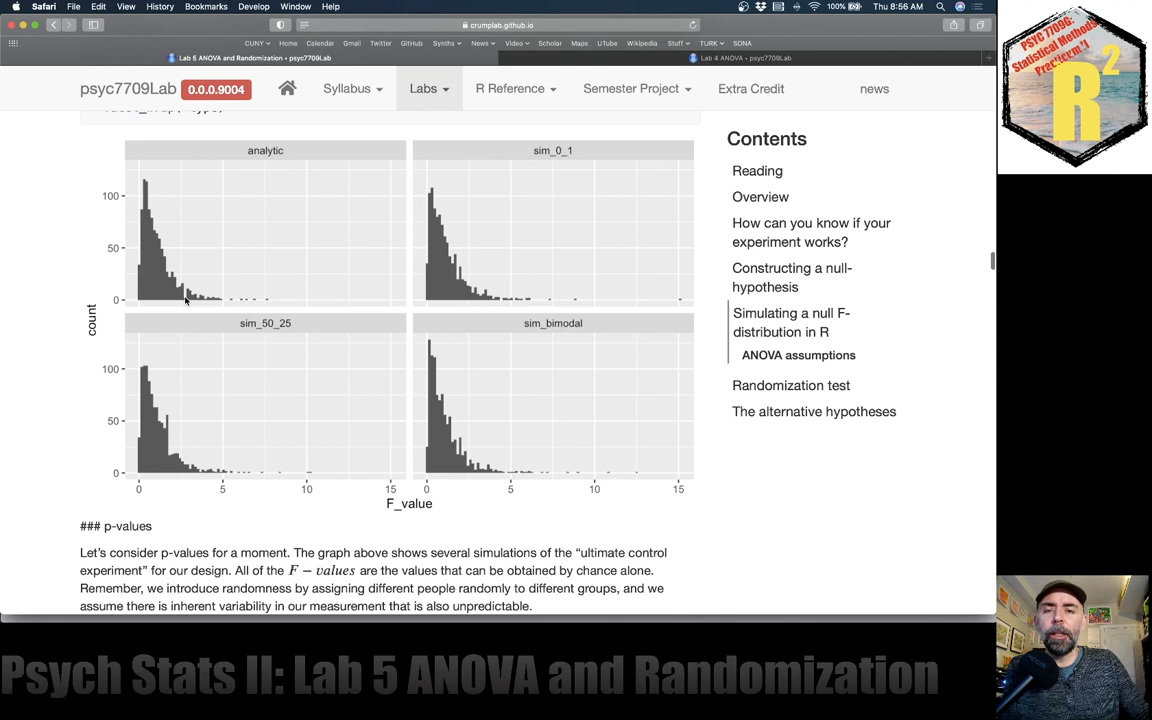 Safari File Edit View History Bookmarks Develop Window Help 100% Thu 8:56 AM
crumplab.github.io
CUNY Home Calendar Gmail Twitter GitHub Synths News Video Scholar Maps UTube Wikipedia Stuff TURK SONA
Lab 5 ANOVA and Randomization • psyc7709Lab Lab 4 ANOVA • psyc7709Lab
psyc7709Lab 0.0.0.9004 Syllabus Labs R Reference Semester Project Extra Credit news
PSYC 7709G:
Statistical Methods
Practicum I
R2
analytic sim_0_1
100
50
0
sim_50_25 sim_bimodal
100
50
0
0 5 10 15 0 5 10 15
count
F_value
### p-values
Let's consider p-values for a moment. The graph above shows several simulations of the "ultimate control
experiment" for our design. All of the F − values are the values that can be obtained by chance alone.
Remember, we introduce randomness by assigning different people randomly to different groups, and we
assume there is inherent variability in our measurement that is also unpredictable.
Contents
Reading
Overview
How can you know if your
experiment works?
Constructing a null-
hypothesis
Simulating a null F-
distribution in R
ANOVA assumptions
Randomization test
The alternative hypotheses
Psych Stats II: Lab 5 ANOVA and Randomization